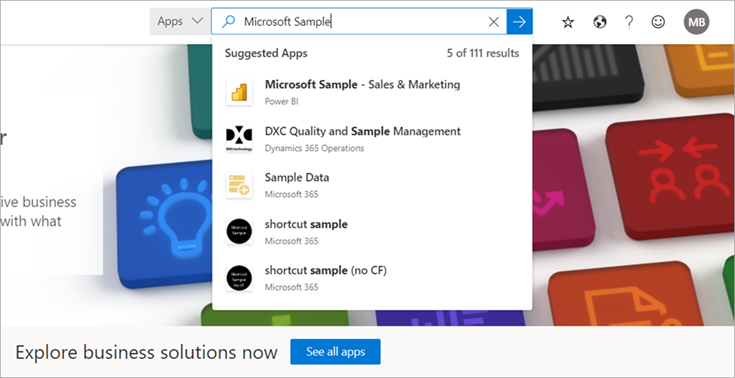 Apps
Microsoft Sample
MB
Suggested Apps 5 of 111 results
Microsoft Sample - Sales & Marketing
Power BI
DXC Quality and Sample Management
Dynamics 365 Operations
Sample Data
Microsoft 365
shortcut sample
Microsoft 365
shortcut sample (no CF)
Microsoft 365
r
ive business
with what
Explore business solutions now
See all apps